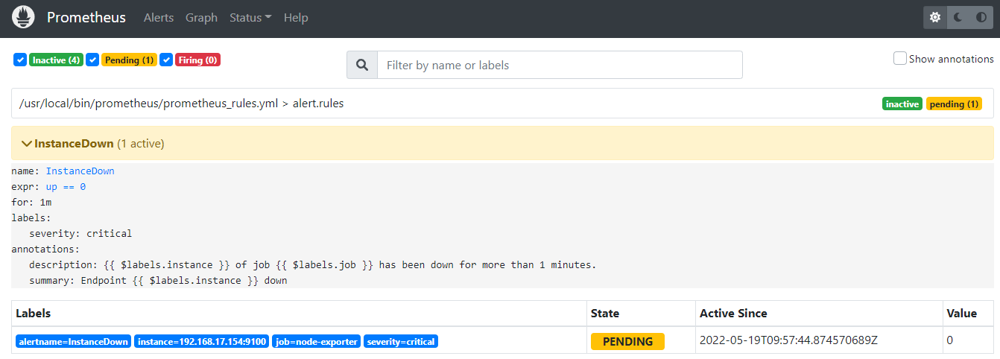 Prometheus Alerts Graph Status Help
Inactive (4) Pending (1) Firing (0) Filter by name or labels Show annotations
/usr/local/bin/prometheus/prometheus_rules.yml > alert.rules inactive pending (1)
InstanceDown (1 active)
name: InstanceDown
expr: up == 0
for: 1m
labels:
severity: critical
annotations:
description: {{ $labels.instance }} of job {{ $labels.job }} has been down for more than 1 minutes.
summary: Endpoint {{ $labels.instance }} down
Labels State Active Since Value
alertname=InstanceDown instance=192.168.17.154:9100 job=node-exporter severity=critical PENDING 2022-05-19T09:57:44.874570689Z 0